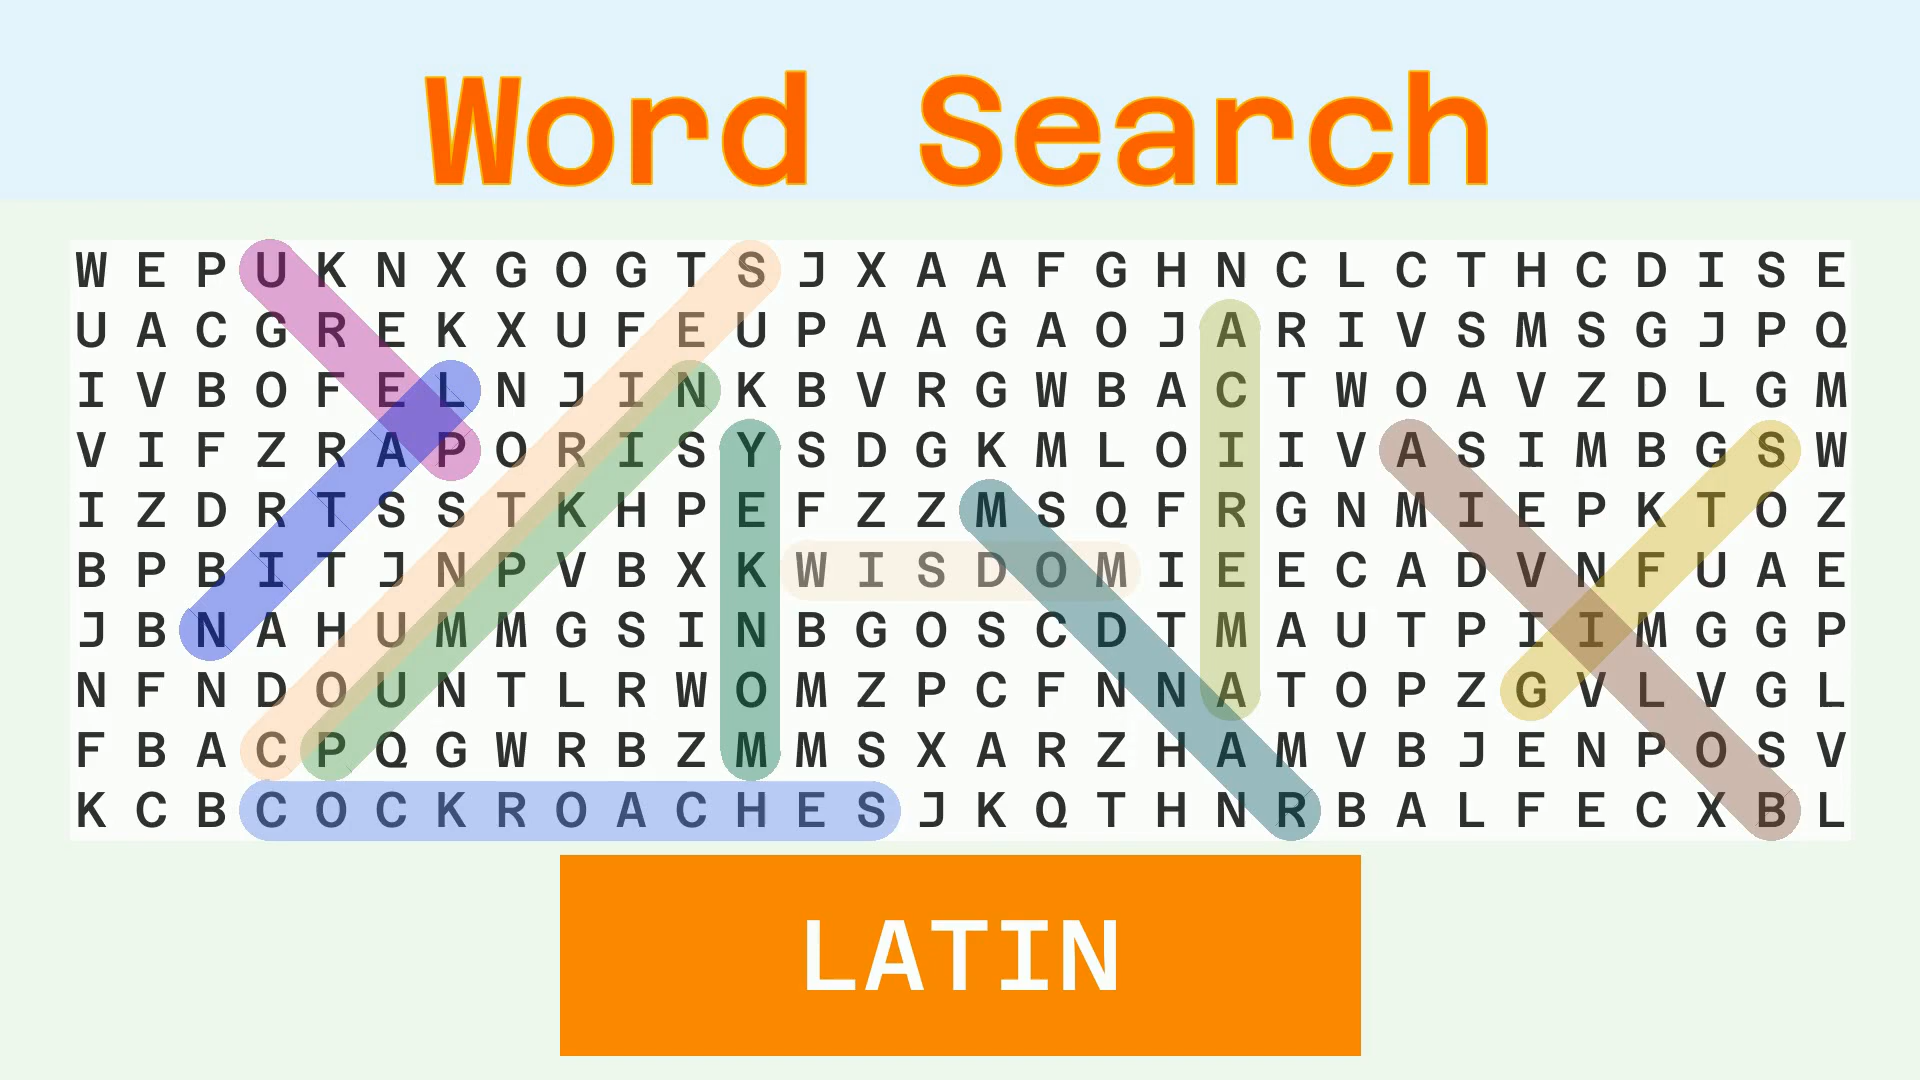 Word Search
W E P U K N X G O G T S J X A A F G H N C L C T H C D I S E
U A C G R E K X U F E U P A A G A O J A R I V S M S G J P Q
I V B O F E L N J I N K B V R G W B A C T W O A V Z D L G M
V I F Z R A P O R I S Y S D G K M L O I I V A S I M B G S W
I Z D R T S S T K H P E F Z Z M S Q F R G N M I E P K T O Z
B P B I T J N P V B X K W I S D O M I E E C A D V N F U A E
J B N A H U M M G S I N B G O S C D T M A U T P I I M G G P
N F N D O U N T L R W O M Z P C F N N A T O P Z G V L V G L
F B A C P Q G W R B Z M M S X A R Z H A M V B J E N P O S V
K C B C O C K R O A C H E S J K Q T H N R B A L F E C X B L
LATIN